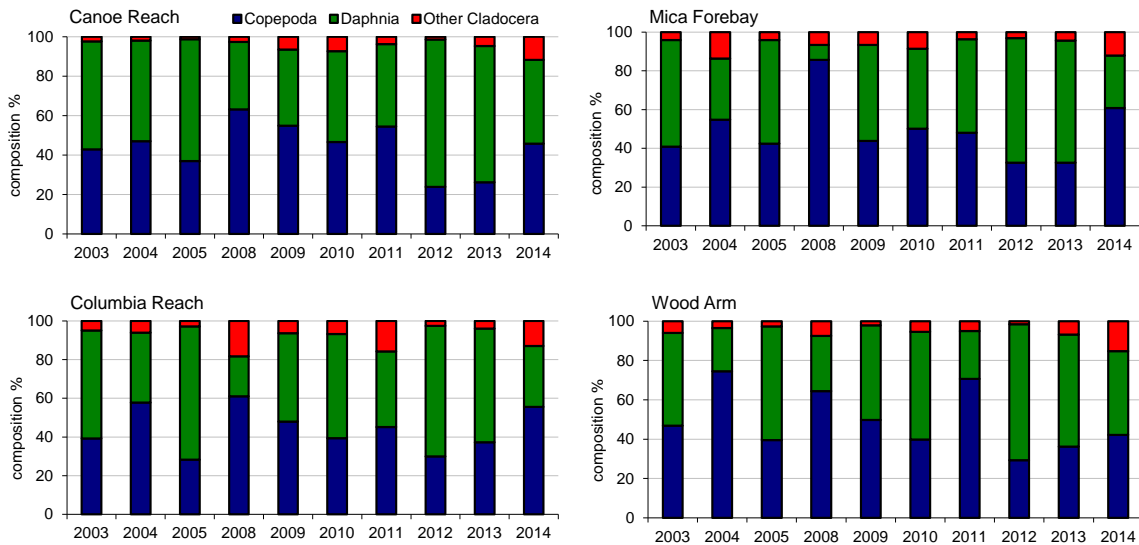 Canoe Reach
Copepoda Daphnia Other Cladocera
composition %
100
80
60
40
20
0
2003 2004 2005 2008 2009 2010 2011 2012 2013 2014
Mica Forebay
composition %
100
80
60
40
20
0
2003 2004 2005 2008 2009 2010 2011 2012 2013 2014
Columbia Reach
composition %
100
80
60
40
20
0
2003 2004 2005 2008 2009 2010 2011 2012 2013 2014
Wood Arm
composition %
100
80
60
40
20
0
2003 2004 2005 2008 2009 2010 2011 2012 2013 2014